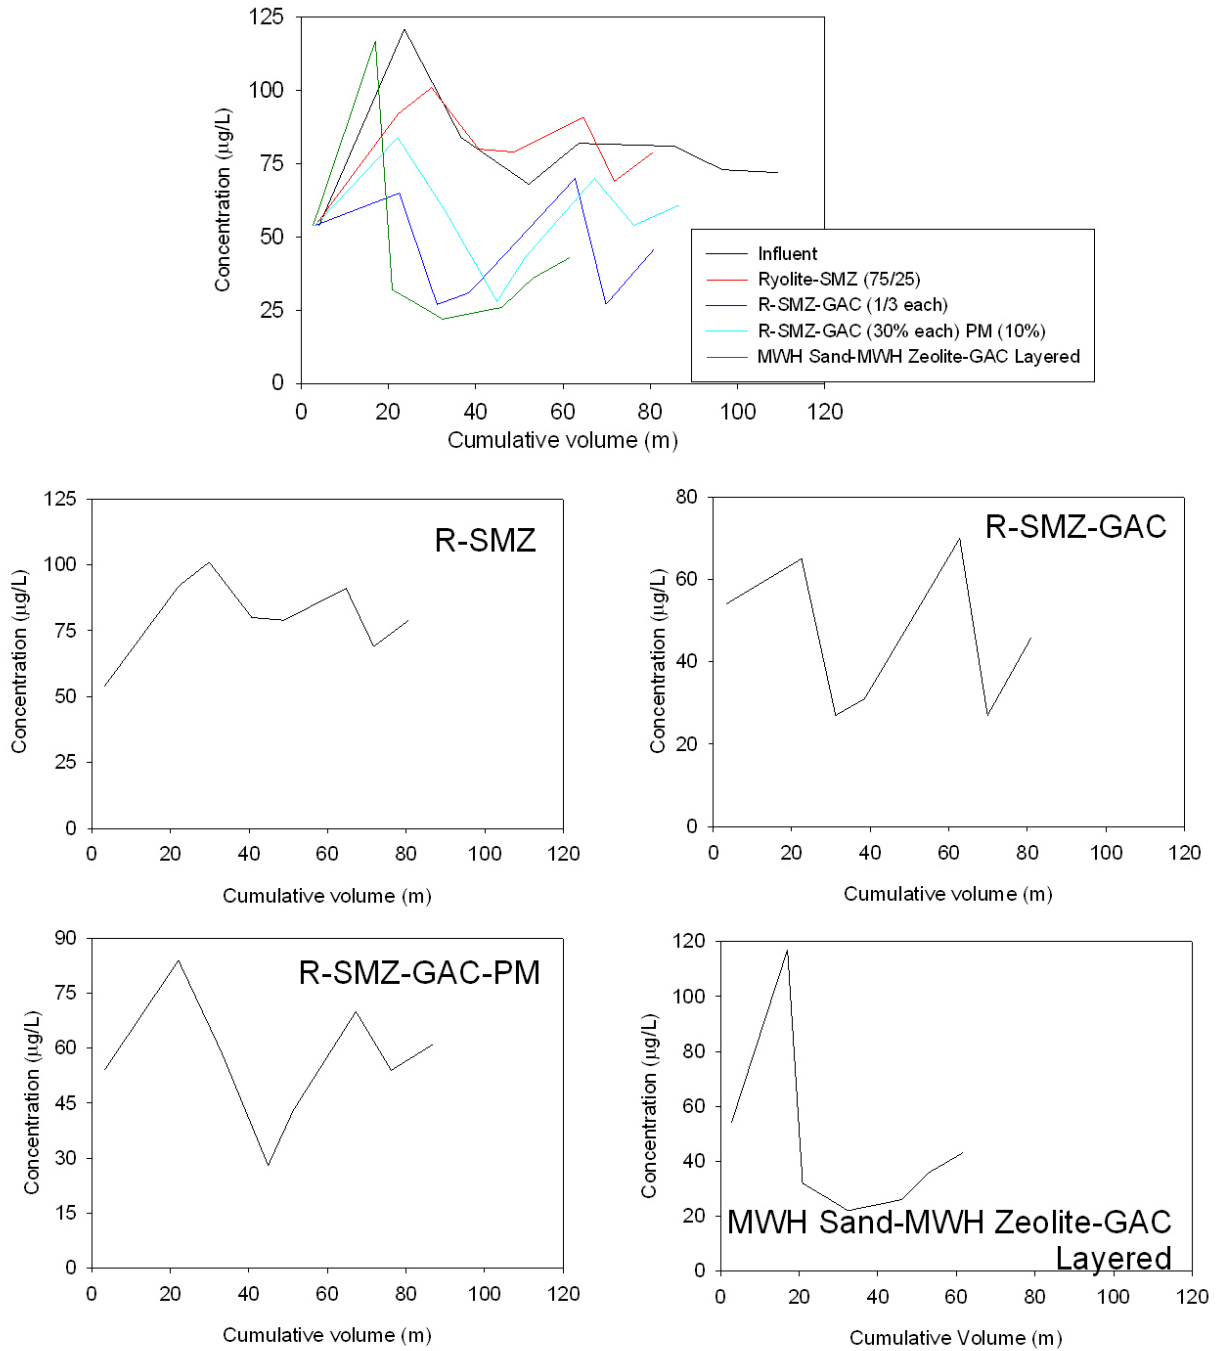 125
100
75
50
25
0
Concentration (µg/L)
0 20 40 60 80 100 120
Cumulative volume (m)
Influent
Ryolite-SMZ (75/25)
R-SMZ-GAC (1/3 each)
R-SMZ-GAC (30% each) PM (10%)
MWH Sand-MWH Zeolite-GAC Layered
125
100
75
50
25
0
Concentration (µg/L)
R-SMZ
0 20 40 60 80 100 120
Cumulative volume (m)
80
60
40
20
0
Concentration (µg/L)
R-SMZ-GAC
0 20 40 60 80 100 120
Cumulative volume (m)
90
75
60
45
30
15
0
Concentration (µg/L)
R-SMZ-GAC-PM
0 20 40 60 80 100 120
Cumulative volume (m)
120
100
80
60
40
20
0
Concentration (µg/L)
MWH Sand-MWH Zeolite-GAC
Layered
0 20 40 60 80 100 120
Cumulative Volume (m)